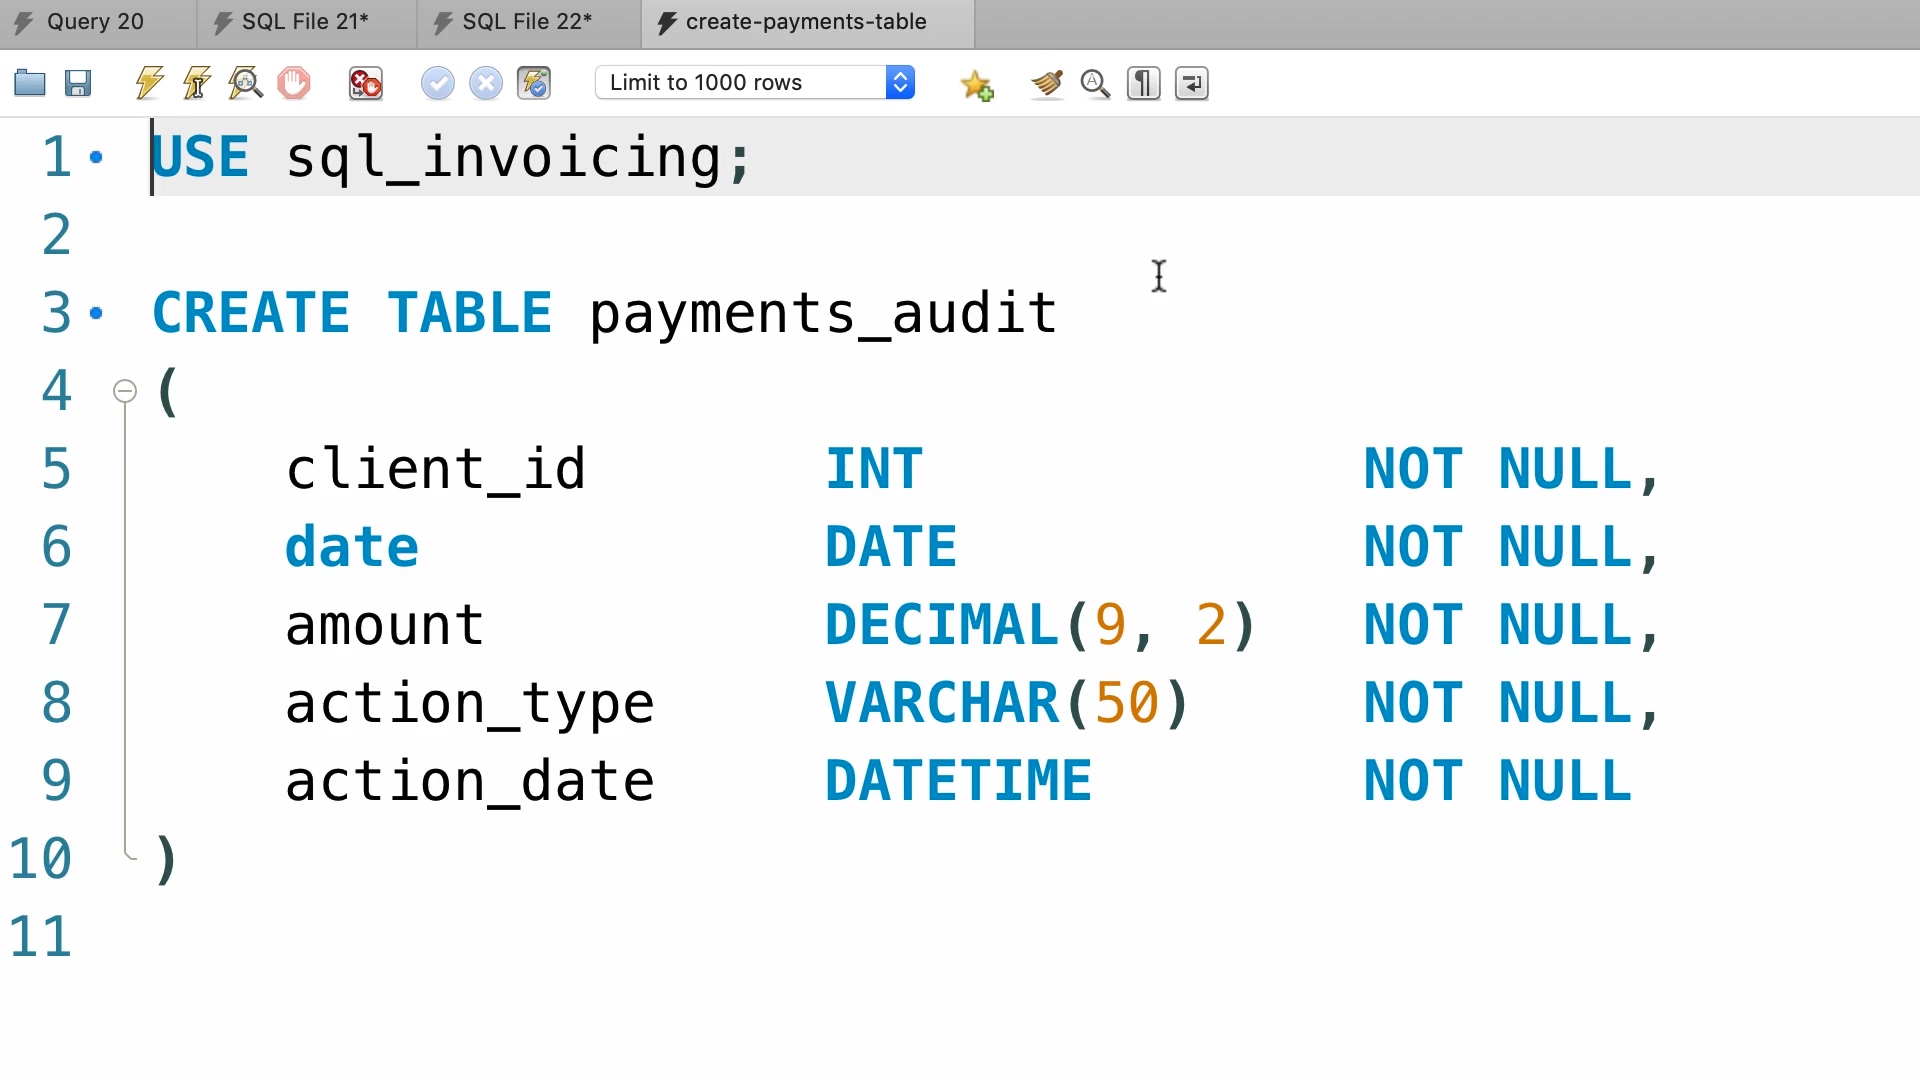 Query 20 SQL File 21* SQL File 22* create-payments-table
Limit to 1000 rows
1 USE sql_invoicing;
2
3 CREATE TABLE payments_audit
4 (
5 client_id INT NOT NULL,
6 date DATE NOT NULL,
7 amount DECIMAL(9, 2) NOT NULL,
8 action_type VARCHAR(50) NOT NULL,
9 action_date DATETIME NOT NULL
10 )
11